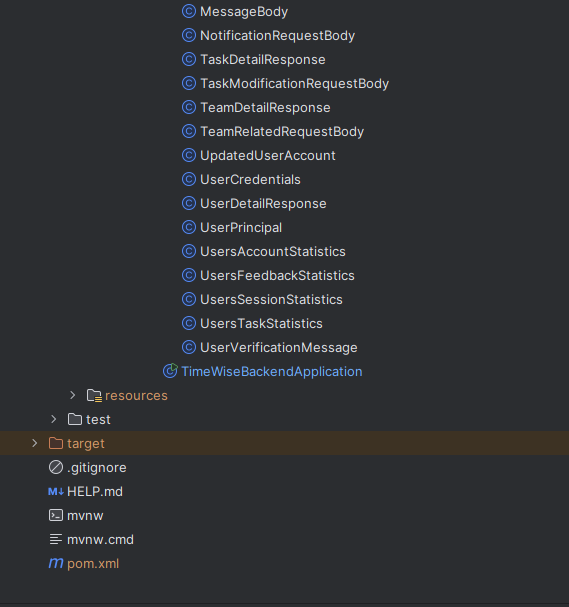 MessageBody
NotificationRequestBody
TaskDetailResponse
TaskModificationRequestBody
TeamDetailResponse
TeamRelatedRequestBody
UpdatedUserAccount
UserCredentials
UserDetailResponse
UserPrincipal
UsersAccountStatistics
UsersFeedbackStatistics
UsersSessionStatistics
UsersTaskStatistics
UserVerificationMessage
TimeWiseBackendApplication
resources
test
target
.gitignore
HELP.md
mvnw
mvnw.cmd
pom.xml